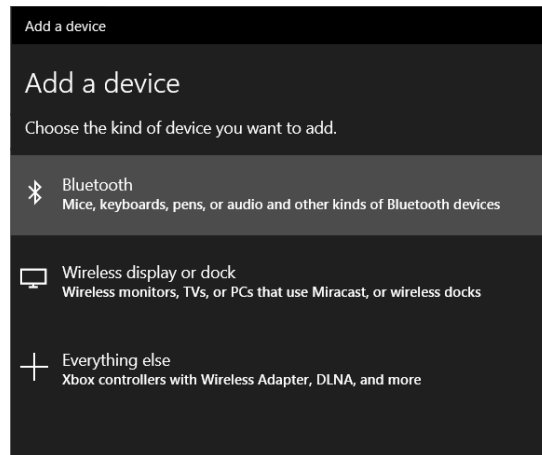 Add a device
Add a device
Choose the kind of device you want to add.
Bluetooth
Mice, keyboards, pens, or audio and other kinds of Bluetooth devices
Wireless display or dock
Wireless monitors, TVs, or PCs that use Miracast, or wireless docks
Everything else
Xbox controllers with Wireless Adapter, DLNA, and more